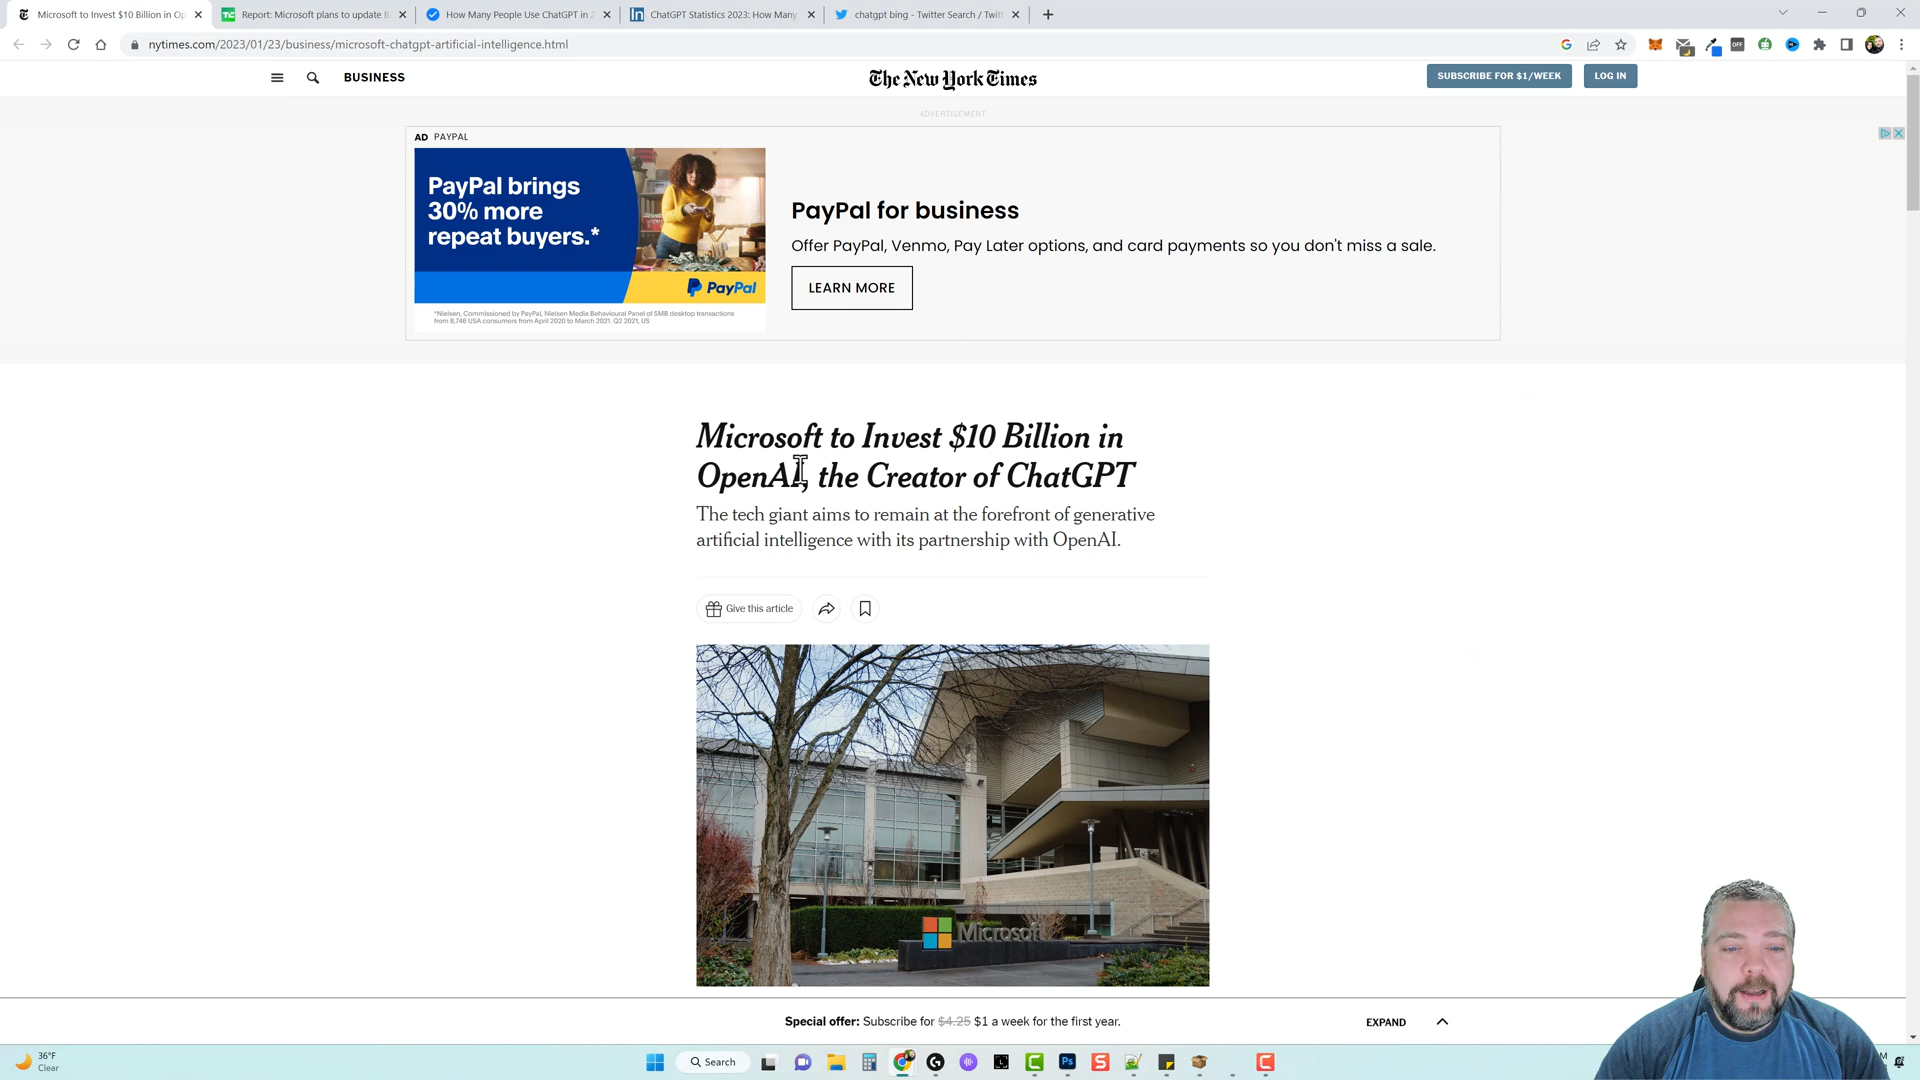 Microsoft to Invest $10 Billion in Op
Report: Microsoft plans to update B
How Many People Use ChatGPT in 2
ChatGPT Statistics 2023: How Many
chatgpt bing - Twitter Search / Twit
nytimes.com/2023/01/23/business/microsoft-chatgpt-artificial-intelligence.html
OFF
BUSINESS
The New York Times
SUBSCRIBE FOR $1/WEEK
LOG IN
ADVERTISEMENT
AD PAYPAL
PayPal brings
30% more
repeat buyers.*
PayPal
*Nielsen, Commissioned by PayPal, Nielsen Media Behavioural Panel of SMB desktop transactions
from 8,746 USA consumers from April 2020 to March 2021. Q2 2021, US
PayPal for business
Offer PayPal, Venmo, Pay Later options, and card payments so you don't miss a sale.
LEARN MORE
Microsoft to Invest $10 Billion in
OpenAI, the Creator of ChatGPT
The tech giant aims to remain at the forefront of generative
artificial intelligence with its partnership with OpenAI.
Give this article
Microsoft
Special offer: Subscribe for $4.25 $1 a week for the first year.
EXPAND
36°F
Clear
Search